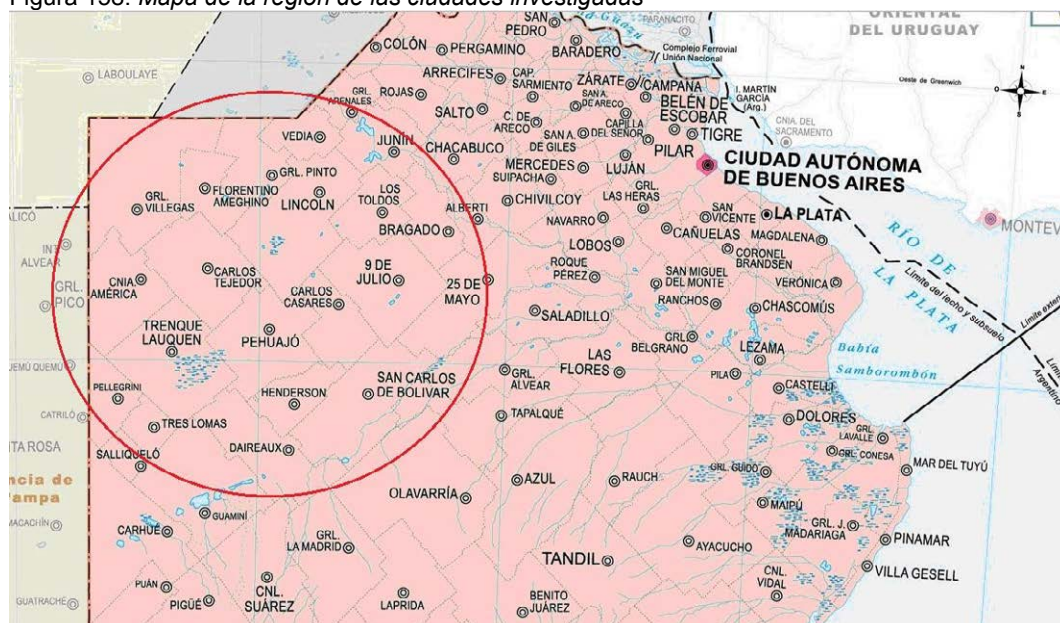 Figura 158. Mapa de la región de las ciudades investigadas
SAN
PEDRO
PARANACITO
ORIENTAL
DEL URUGUAY
COLÓN
PERGAMINO
BARADERO
Complejo Ferrovial
Unión Nacional
LABOULAYE
ARRECIFES
CAP.
SARMIENTO
ZÁRATE
CAMPANA
I. MARTÍN
GARCÍA
(Arg.)
Oeste de Greenwich
N
O
E
S
GRL.
ARENALES
ROJAS
SALTO
SAN A.
DE ARECO
BELÉN DE
ESCOBAR
CNIA. DEL
SACRAMENTO
VEDIA
JUNÍN
C. DE
ARECO
CAPILLA
DEL SEÑOR
TIGRE
CHACABUCO
SAN A.
DE GILES
PILAR
CIUDAD AUTÓNOMA
DE BUENOS AIRES
GRL. PINTO
MERCEDES
SUIPACHA
LUJÁN
FLORENTINO
AMEGHINO
LINCOLN
LOS
TOLDOS
CHIVILCOY
GRL.
LAS HERAS
GRL.
VILLEGAS
ALBERTI
NAVARRO
SAN
VICENTE
LA PLATA
MONTEV
BRAGADO
CAÑUELAS
MAGDALENA
RÍO DE
LA PLATA
INT
ALVEAR
LOBOS
CORONEL
BRANDSEN
CARLOS
TEJEDOR
9 DE
JULIO
25 DE
MAYO
ROQUE
PÉREZ
SAN MIGUEL
DEL MONTE
VERÓNICA
Límite del lecho y subsuelo
CNIA.
AMÉRICA
GRL.
PICO
CARLOS
CASARES
RANCHOS
CHASCOMÚS
SALADILLO
TRENQUE
LAUQUEN
PEHUAJÓ
GRL
BELGRANO
LEZAMA
Bahía
Samborombón
LAS
FLORES
PILA
GRL.
ALVEAR
CASTELLI
PELLEGRINI
HENDERSON
SAN CARLOS
DE BOLIVAR
CATRILÓ
TAPALQUÉ
DOLORES
TRES LOMAS
GRL.
LAVALLE
DAIREAUX
GRL. CONESA
SALLIQUELÓ
GRL. GUIDO
MAR DEL TUYÚ
OLAVARRÍA
AZUL
RAUCH
GUAMINÍ
MAIPÚ
CARHUÉ
GRL.
LA MADRID
GRL. J.
MADARIAGA
PINAMAR
AYACUCHO
TANDIL
VILLA GESELL
PUÁN
PIGÜÉ
CNL.
SUÁREZ
LAPRIDA
BENITO
JUÁREZ
CNL.
VIDAL
GUATRACHÉ